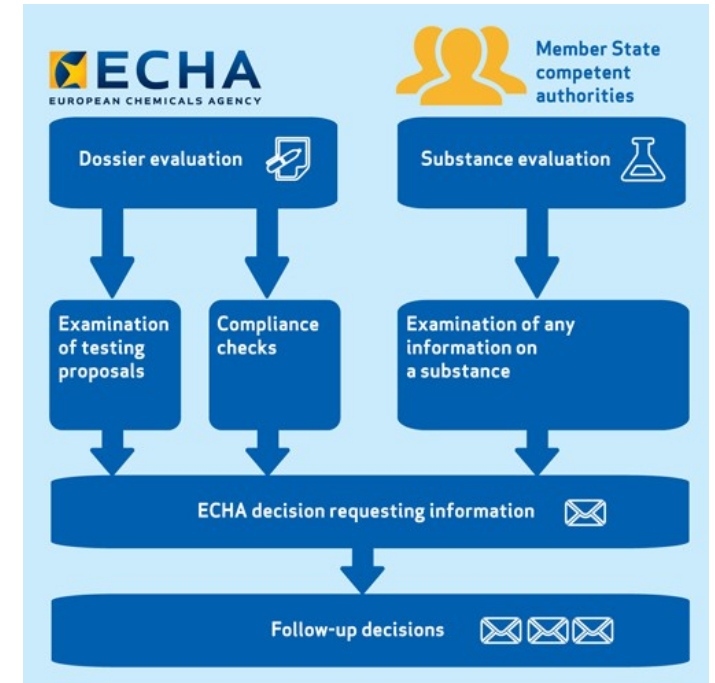 ECHA
EUROPEAN CHEMICALS AGENCY
Member State
competent
authorities
Dossier evaluation
Substance evaluation
Examination
of testing
proposals
Compliance
checks
Examination of any
information on
a substance
ECHA decision requesting information
Follow-up decisions